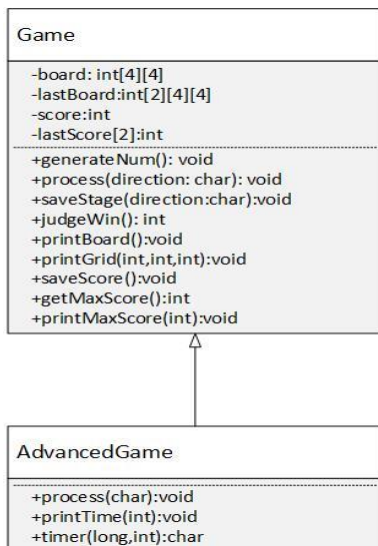 Game
-board: int[4][4]
-lastBoard:int[2][4][4]
-score:int
-lastScore[2]:int
+generateNum(): void
+process(direction: char): void
+saveStage(direction:char):void
+judgeWin(): int
+printBoard():void
+printGrid(int,int,int):void
+saveScore():void
+getMaxScore():int
+printMaxScore(int):void
AdvancedGame
+process(char):void
+printTime(int):void
+timer(long,int):char